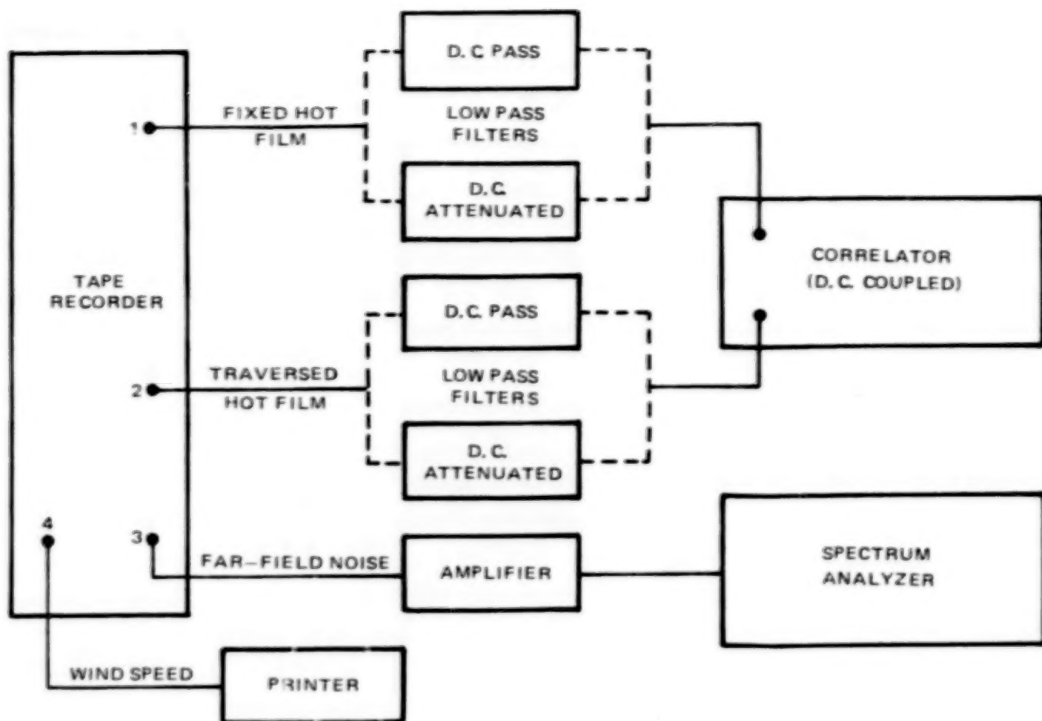 D. C. PASS
1
FIXED HOT
FILM
LOW PASS
FILTERS
D. C.
ATTENUATED
TAPE
RECORDER
CORRELATOR
(D. C. COUPLED)
D. C. PASS
2
TRAVERSED
HOT FILM
LOW PASS
FILTERS
D. C.
ATTENUATED
4
3
FAR-FIELD NOISE
AMPLIFIER
SPECTRUM
ANALYZER
WIND SPEED
PRINTER